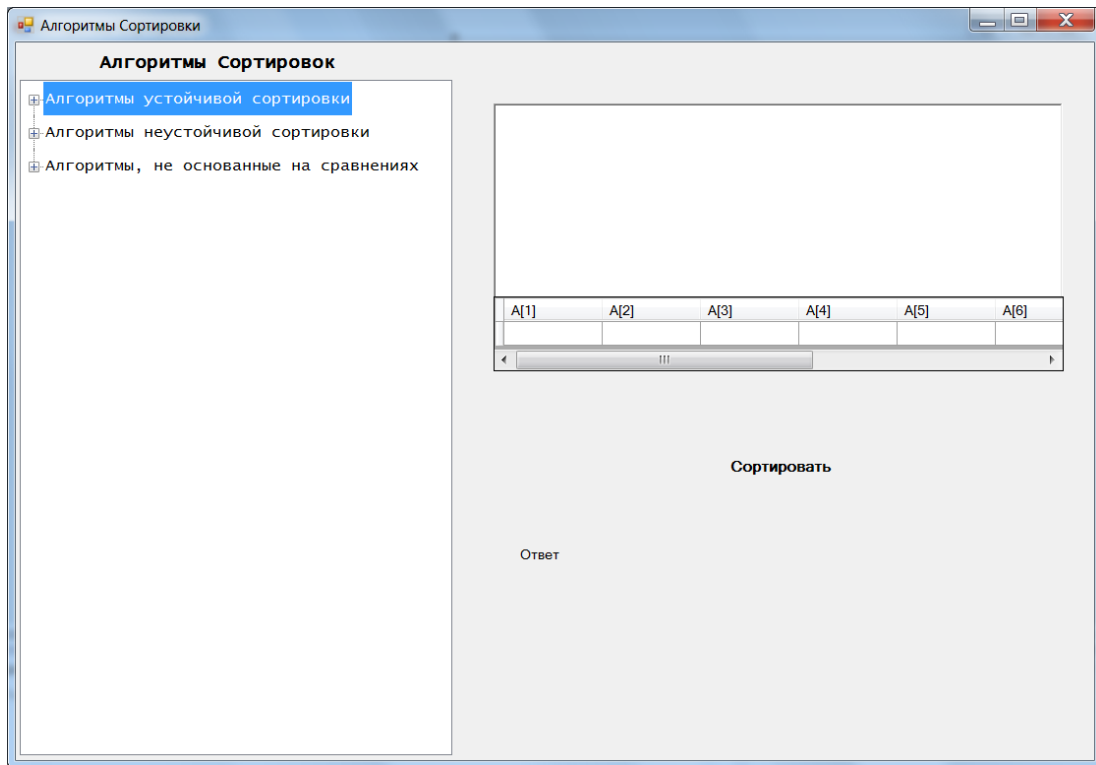 Алгоритмы Сортировки
Алгоритмы Сортировок
Алгоритмы устойчивой сортировки
Алгоритмы неустойчивой сортировки
Алгоритмы, не основанные на сравнениях
A[1] A[2] A[3] A[4] A[5] A[6]
Сортировать
Ответ